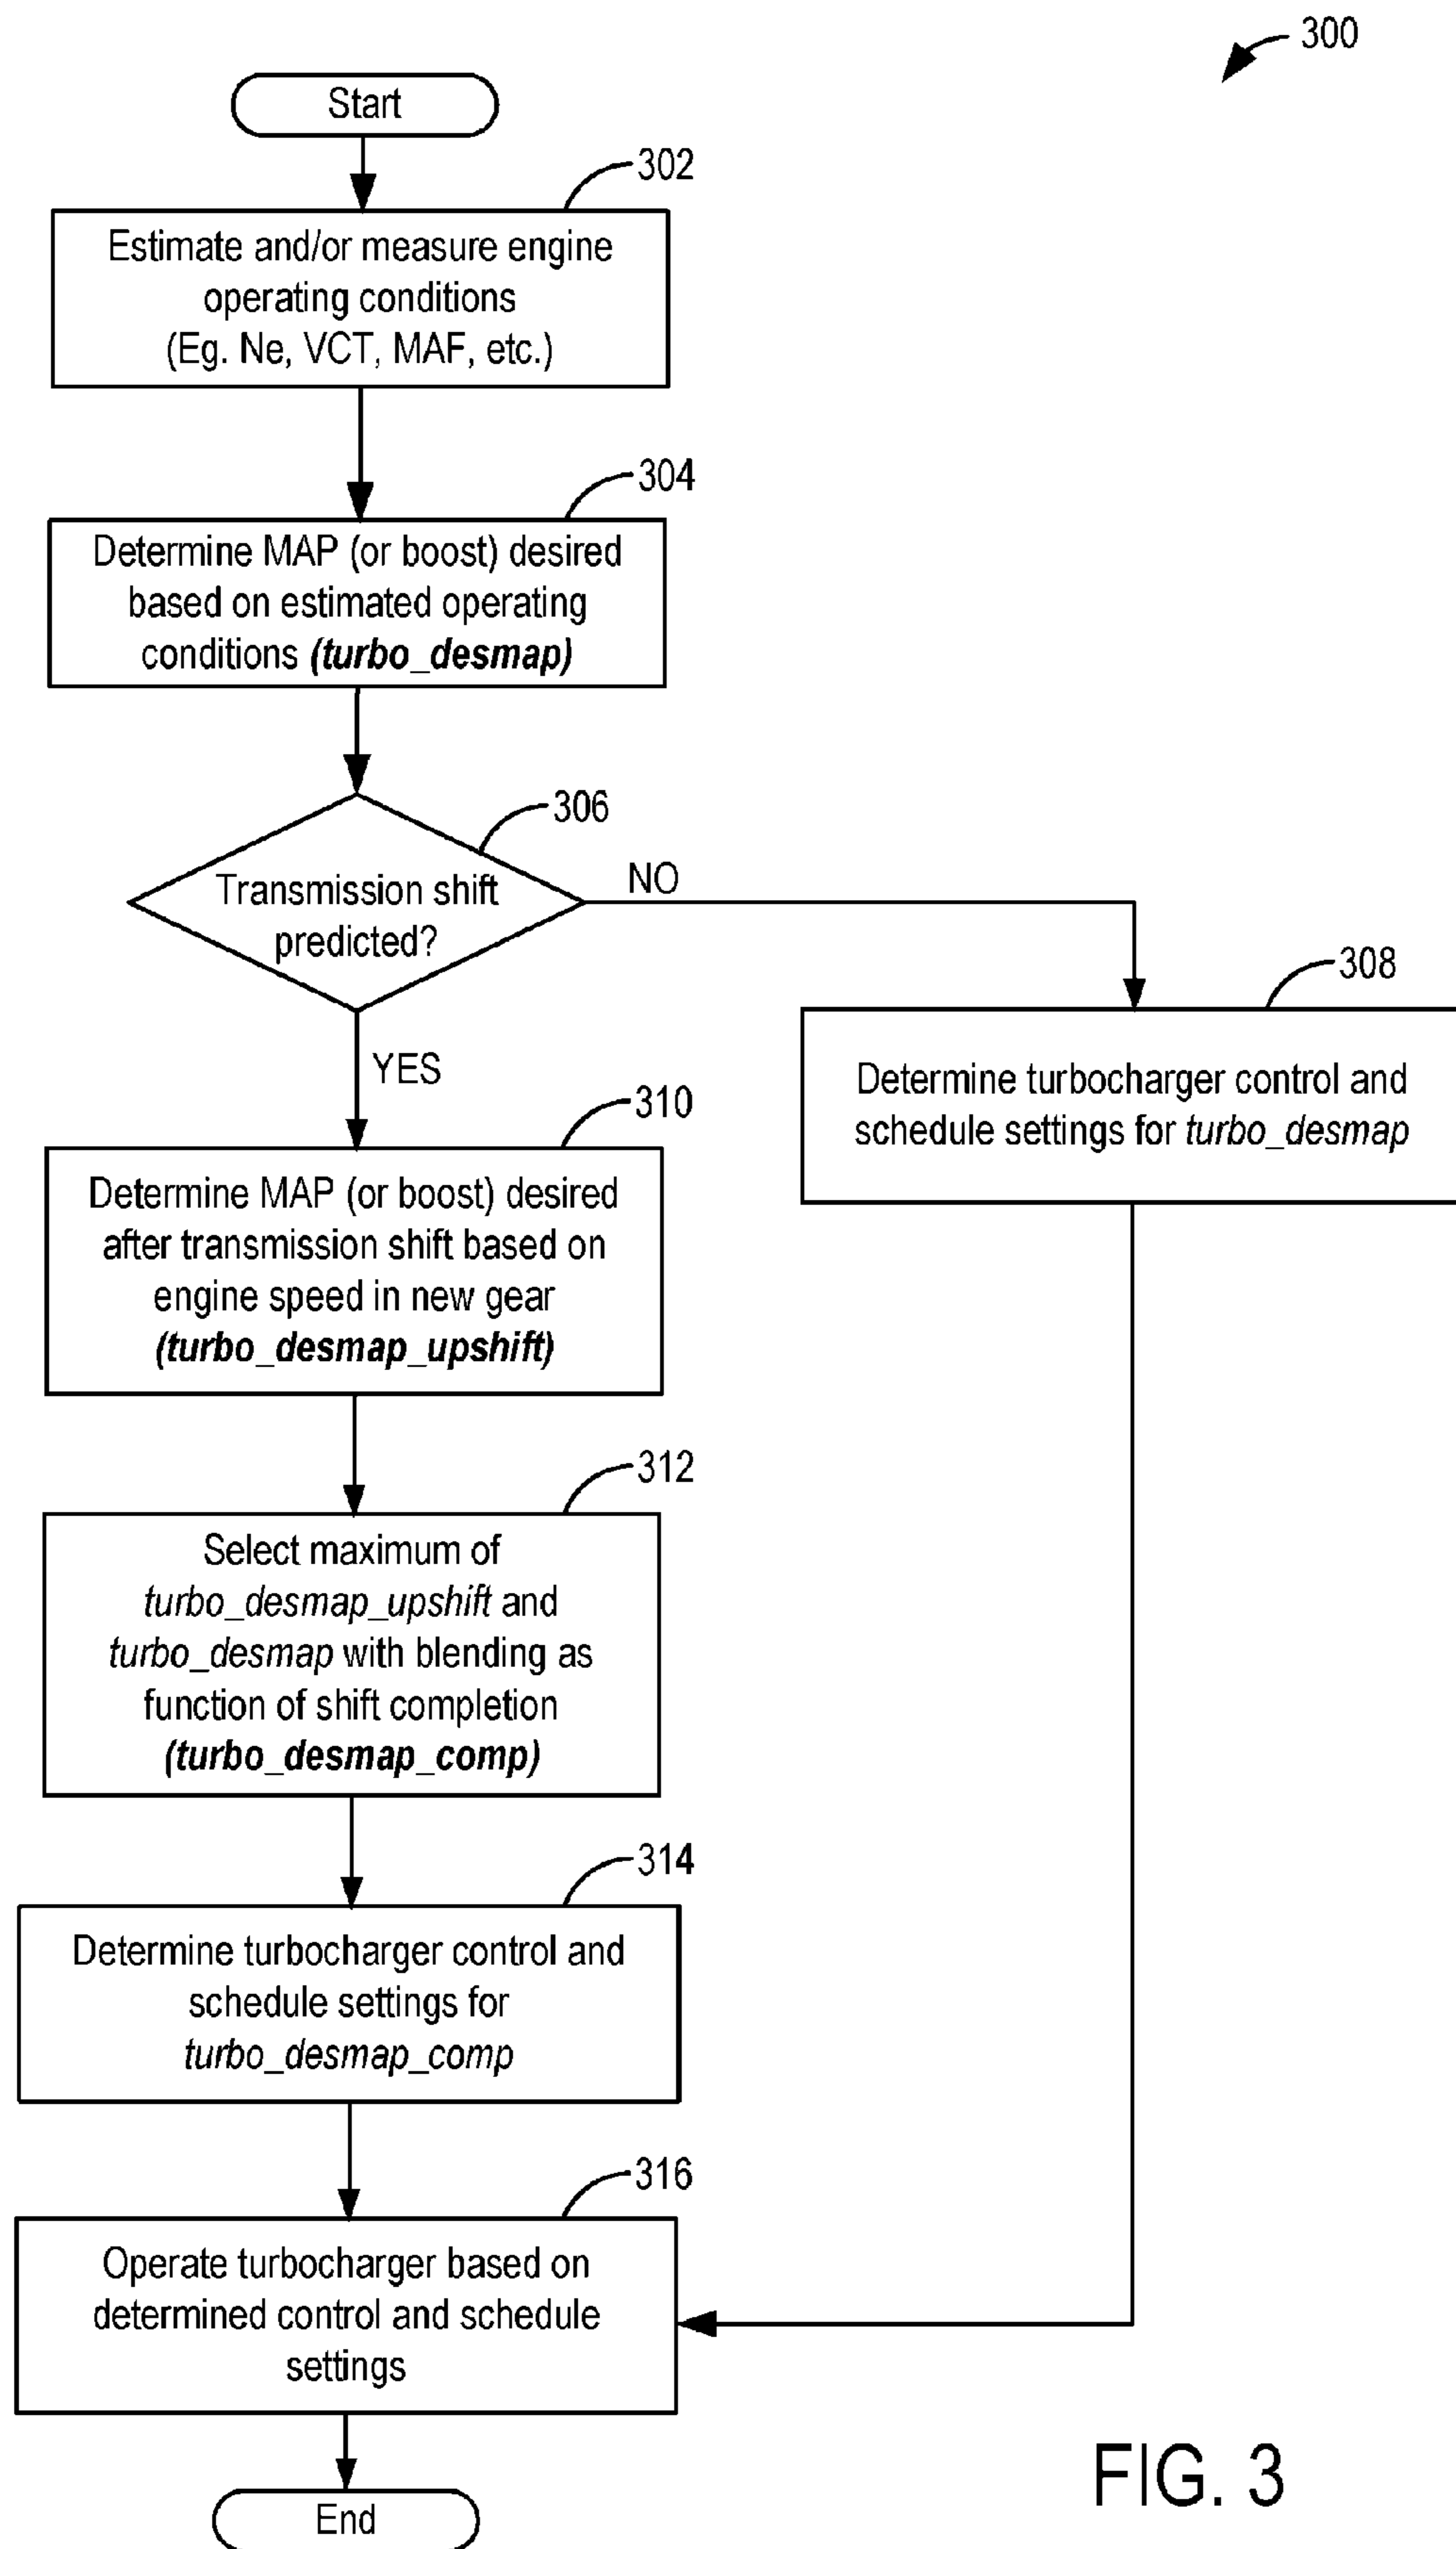 300
Start
302
Estimate and/or measure engine
operating conditions
(Eg. Ne, VCT, MAF, etc.)
304
Determine MAP (or boost) desired
based on estimated operating
conditions (turbo_desmap)
306
Transmission shift
predicted?
NO
YES
308
Determine turbocharger control and
schedule settings for turbo_desmap
310
Determine MAP (or boost) desired
after transmission shift based on
engine speed in new gear
(turbo_desmap_upshift)
312
Select maximum of
turbo_desmap_upshift and
turbo_desmap with blending as
function of shift completion
(turbo_desmap_comp)
314
Determine turbocharger control and
schedule settings for
turbo_desmap_comp
316
Operate turbocharger based on
determined control and schedule
settings
End
FIG. 3